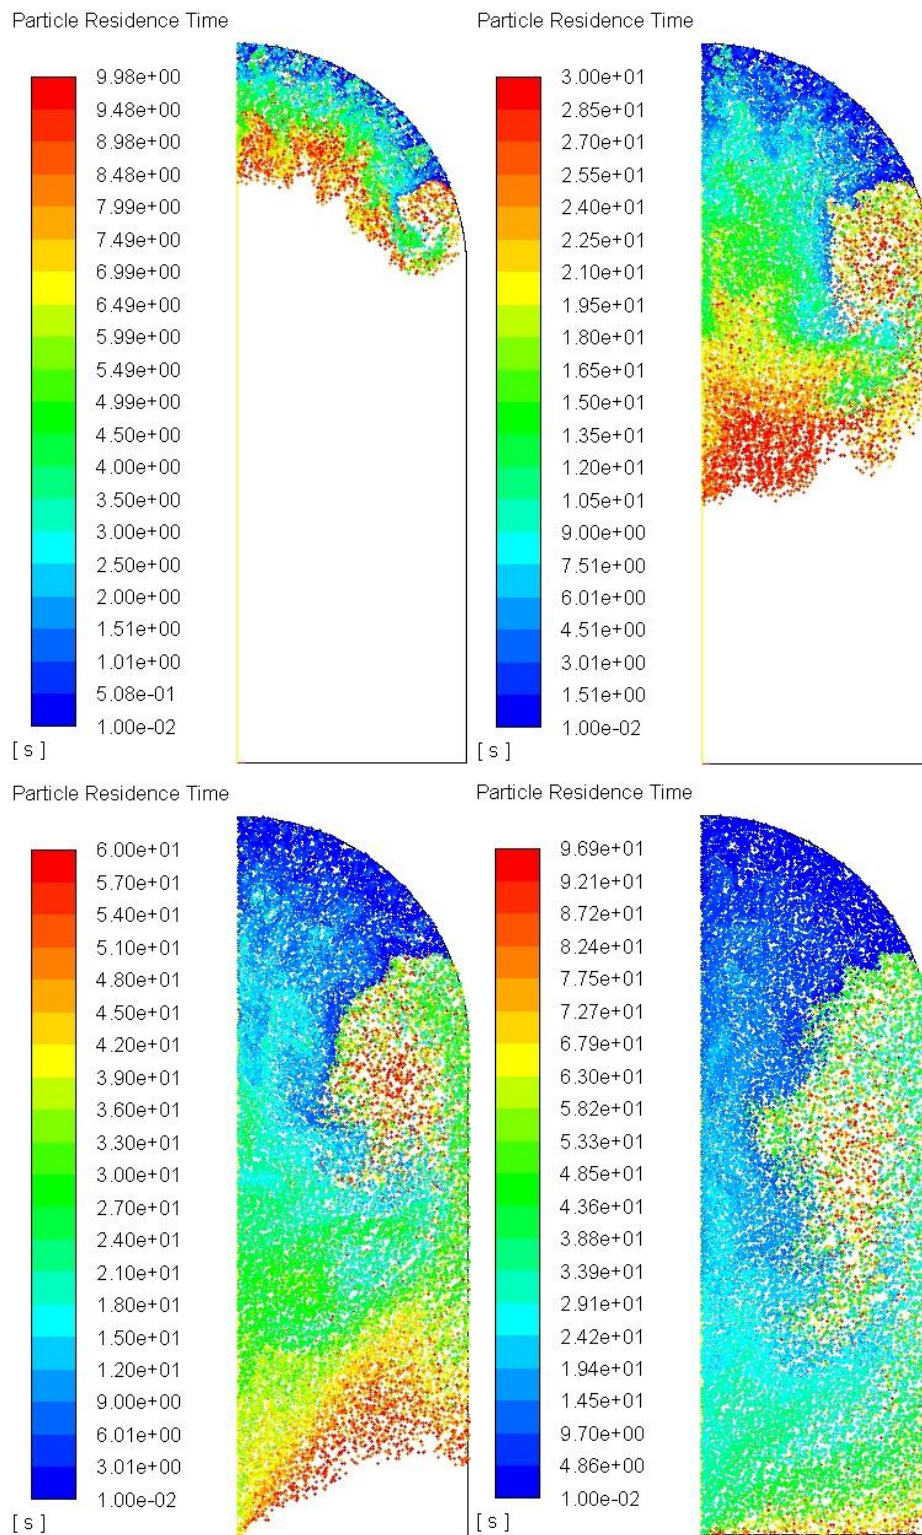 Particle Residence Time
9.98e+00
9.48e+00
8.98e+00
8.48e+00
7.99e+00
7.49e+00
6.99e+00
6.49e+00
5.99e+00
5.49e+00
4.99e+00
4.50e+00
4.00e+00
3.50e+00
3.00e+00
2.50e+00
2.00e+00
1.51e+00
1.01e+00
5.08e-01
1.00e-02
[ s ]
Particle Residence Time
3.00e+01
2.85e+01
2.70e+01
2.55e+01
2.40e+01
2.25e+01
2.10e+01
1.95e+01
1.80e+01
1.65e+01
1.50e+01
1.35e+01
1.20e+01
1.05e+01
9.00e+00
7.51e+00
6.01e+00
4.51e+00
3.01e+00
1.51e+00
1.00e-02
[ s ]
Particle Residence Time
6.00e+01
5.70e+01
5.40e+01
5.10e+01
4.80e+01
4.50e+01
4.20e+01
3.90e+01
3.60e+01
3.30e+01
3.00e+01
2.70e+01
2.40e+01
2.10e+01
1.80e+01
1.50e+01
1.20e+01
9.00e+00
6.01e+00
3.01e+00
1.00e-02
[ s ]
Particle Residence Time
9.69e+01
9.21e+01
8.72e+01
8.24e+01
7.75e+01
7.27e+01
6.79e+01
6.30e+01
5.82e+01
5.33e+01
4.85e+01
4.36e+01
3.88e+01
3.39e+01
2.91e+01
2.42e+01
1.94e+01
1.45e+01
9.70e+00
4.86e+00
1.00e-02
[ s ]